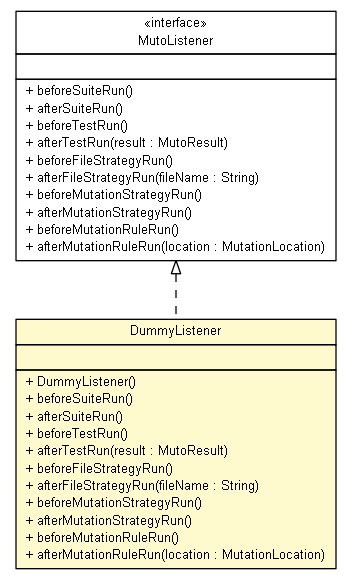 «interface»
MutoListener
+ beforeSuiteRun()
+ afterSuiteRun()
+ beforeTestRun()
+ afterTestRun(result : MutoResult)
+ beforeFileStrategyRun()
+ afterFileStrategyRun(fileName : String)
+ beforeMutationStrategyRun()
+ afterMutationStrategyRun()
+ beforeMutationRuleRun()
+ afterMutationRuleRun(location : MutationLocation)
DummyListener
+ DummyListener()
+ beforeSuiteRun()
+ afterSuiteRun()
+ beforeTestRun()
+ afterTestRun(result : MutoResult)
+ beforeFileStrategyRun()
+ afterFileStrategyRun(fileName : String)
+ beforeMutationStrategyRun()
+ afterMutationStrategyRun()
+ beforeMutationRuleRun()
+ afterMutationRuleRun(location : MutationLocation)